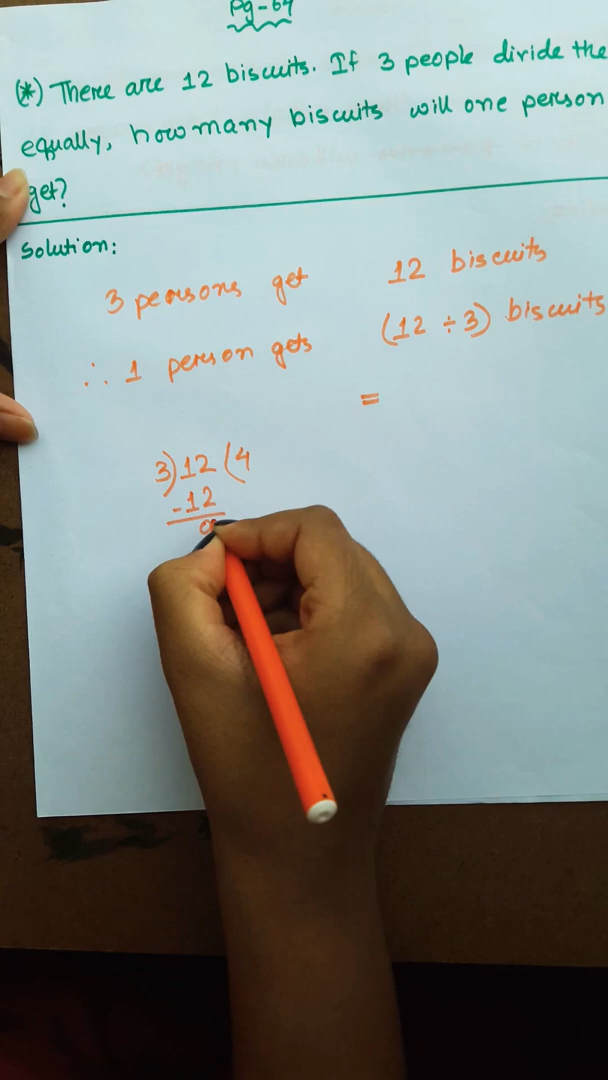 Pg-64
(*) There are 12 biscuits. If 3 people divide the
equally, how many biscuits will one person
get?
Solution:
3 persons get 12 biscuits
∴ 1 person gets (12 ÷ 3) biscuits
=
3)12(4
-12
0